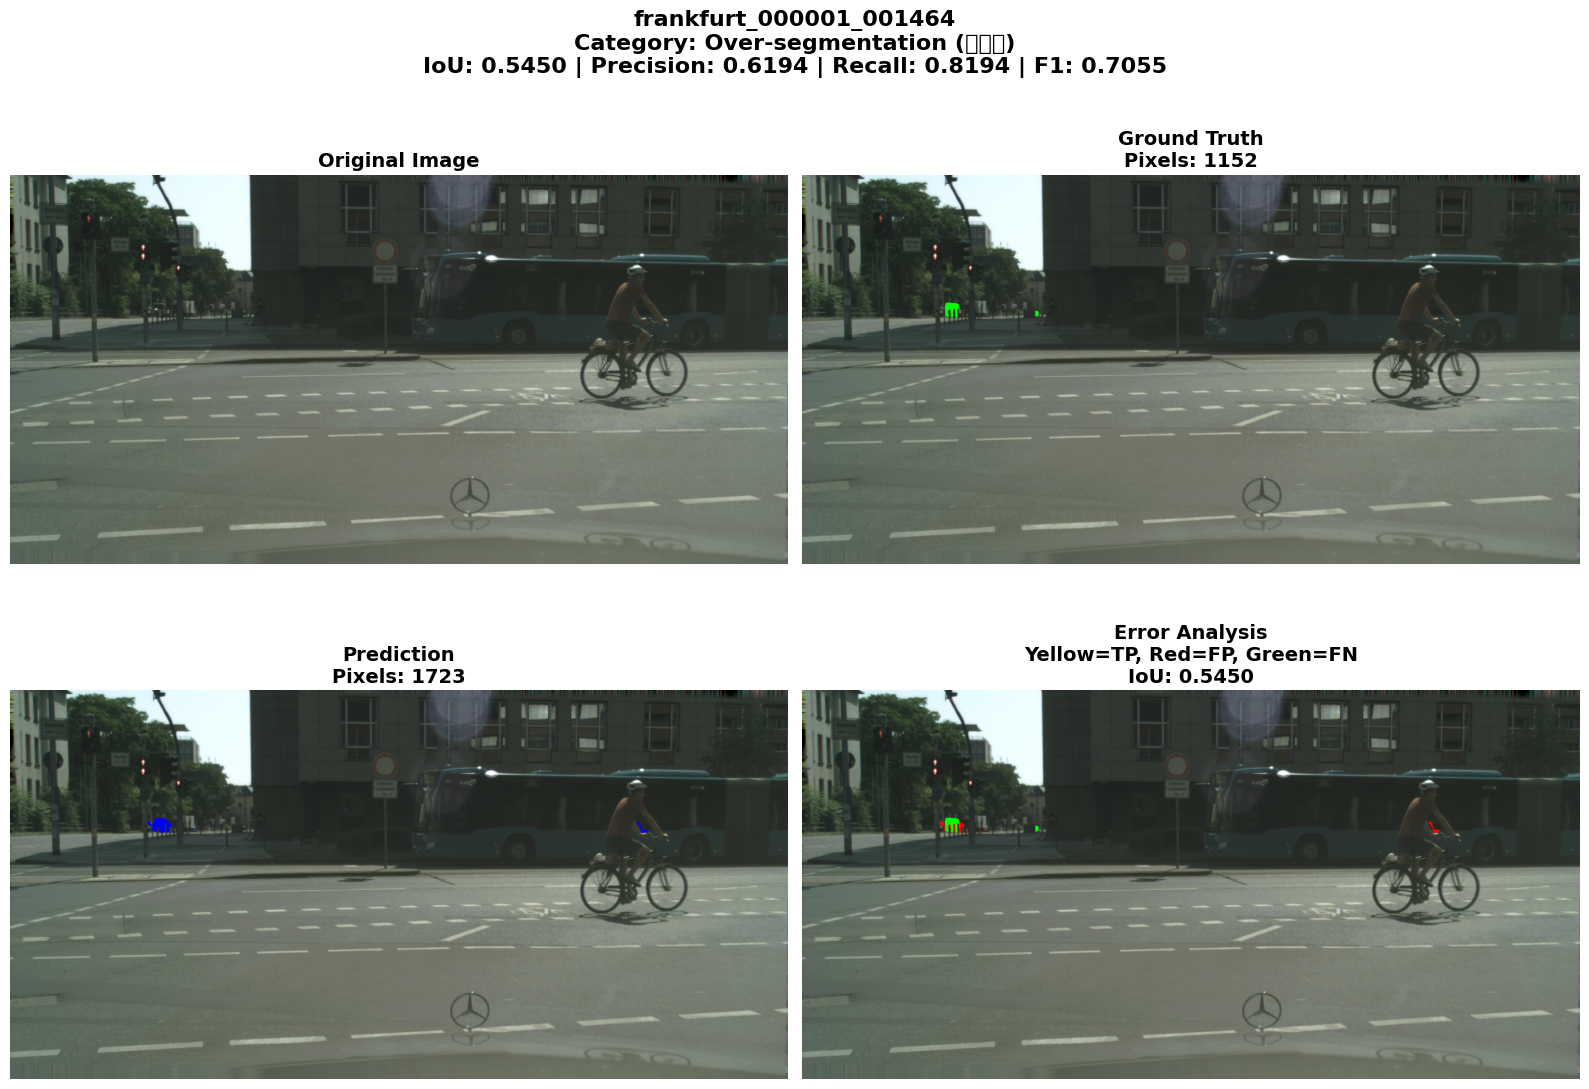 frankfurt_000001_001464
Category: Over-segmentation (▯▯▯)
IoU: 0.5450 | Precision: 0.6194 | Recall: 0.8194 | F1: 0.7055
Original Image
Ground Truth
Pixels: 1152
Prediction
Pixels: 1723
Error Analysis
Yellow=TP, Red=FP, Green=FN
IoU: 0.5450